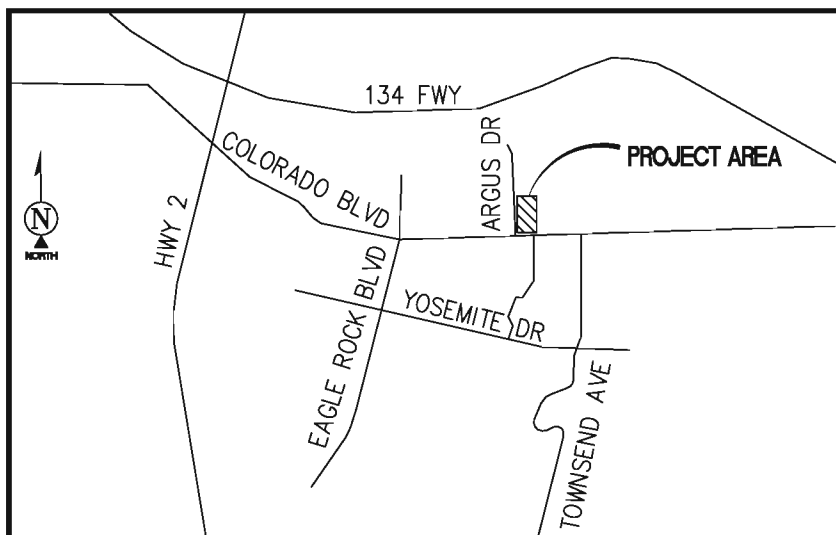 134 FWY
COLORADO BLVD
ARGUS DR
PROJECT AREA
HWY 2
N
NORTH
EAGLE ROCK BLVD
YOSEMITE DR
TOWNSEND AVE